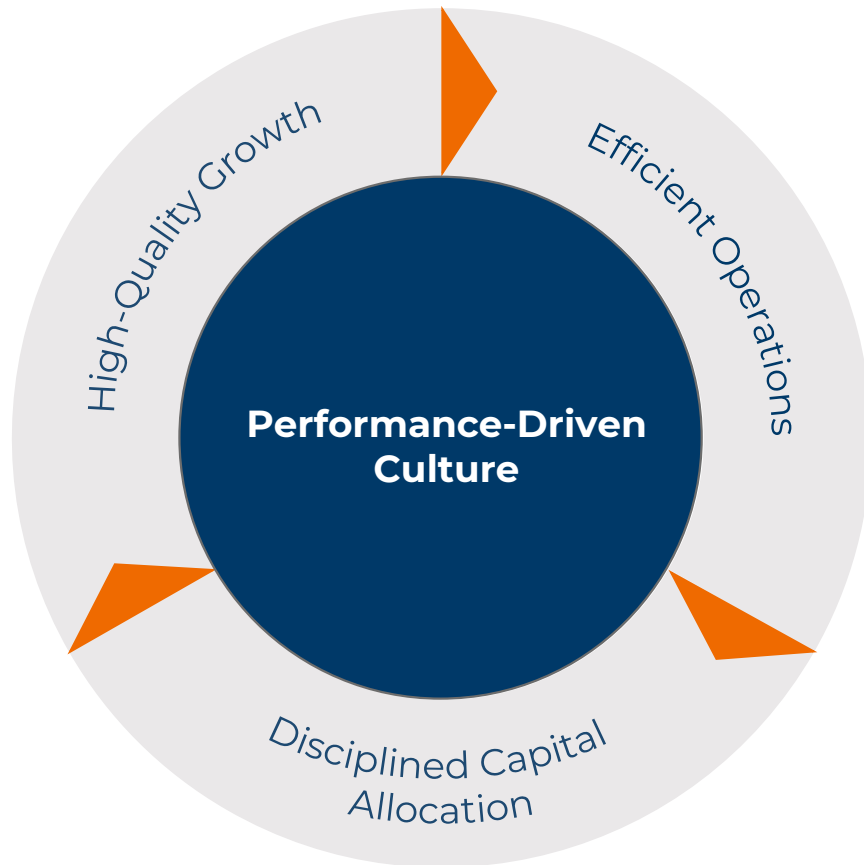 High-Quality Growth
Efficient Operations
Performance-Driven
Culture
Disciplined Capital
Allocation